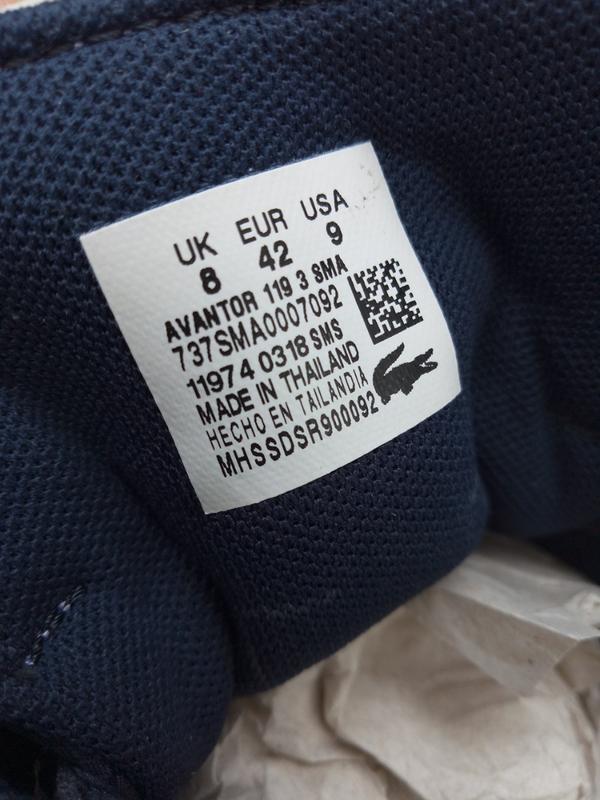 UK EUR USA
8 42 9
AVANTOR 119 3 SMA
737SMA0007092
11974 0318 SMS
MADE IN THAILAND
HECHO EN TAILANDIA
MHSSDSR900092